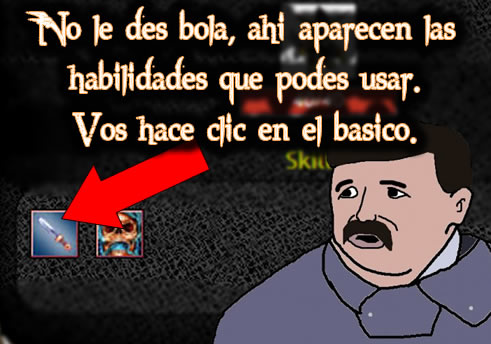 No le des bola, ahi aparecen las
habilidades que podes usar.
Vos hace clic en el basico.